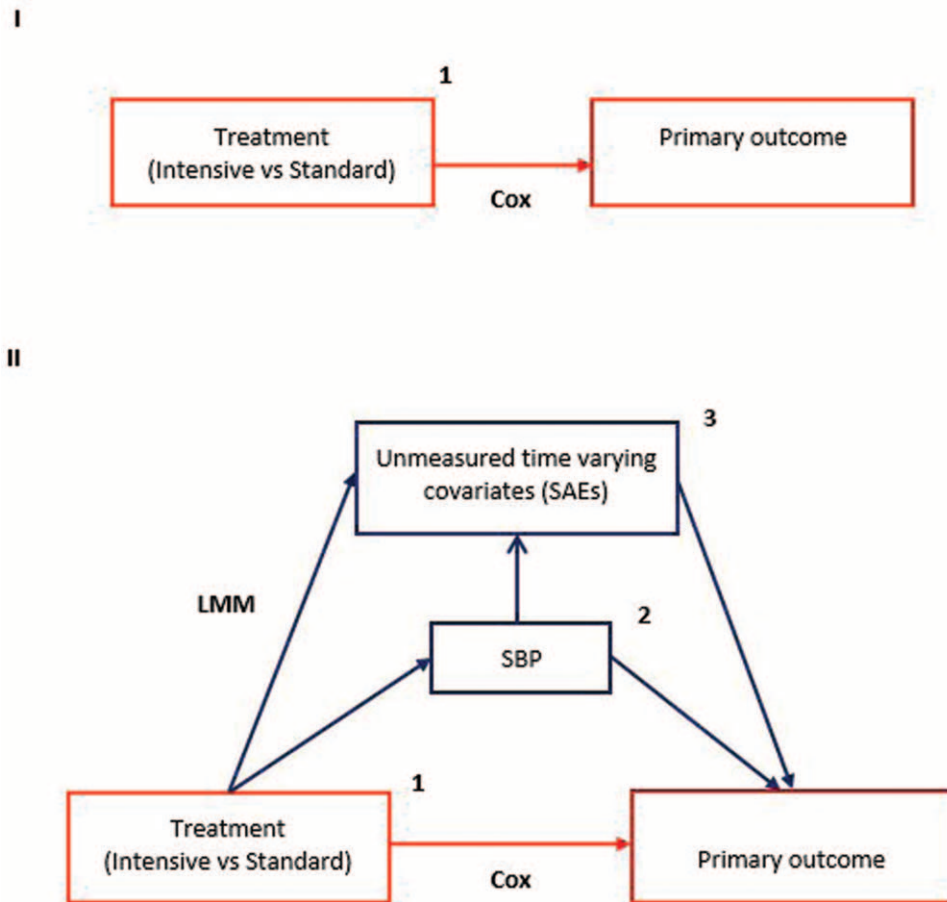 I
1
Treatment
(Intensive vs Standard)
Primary outcome
Cox
II
3
Unmeasured time varying
covariates (SAEs)
LMM
2
SBP
1
Treatment
(Intensive vs Standard)
Primary outcome
Cox